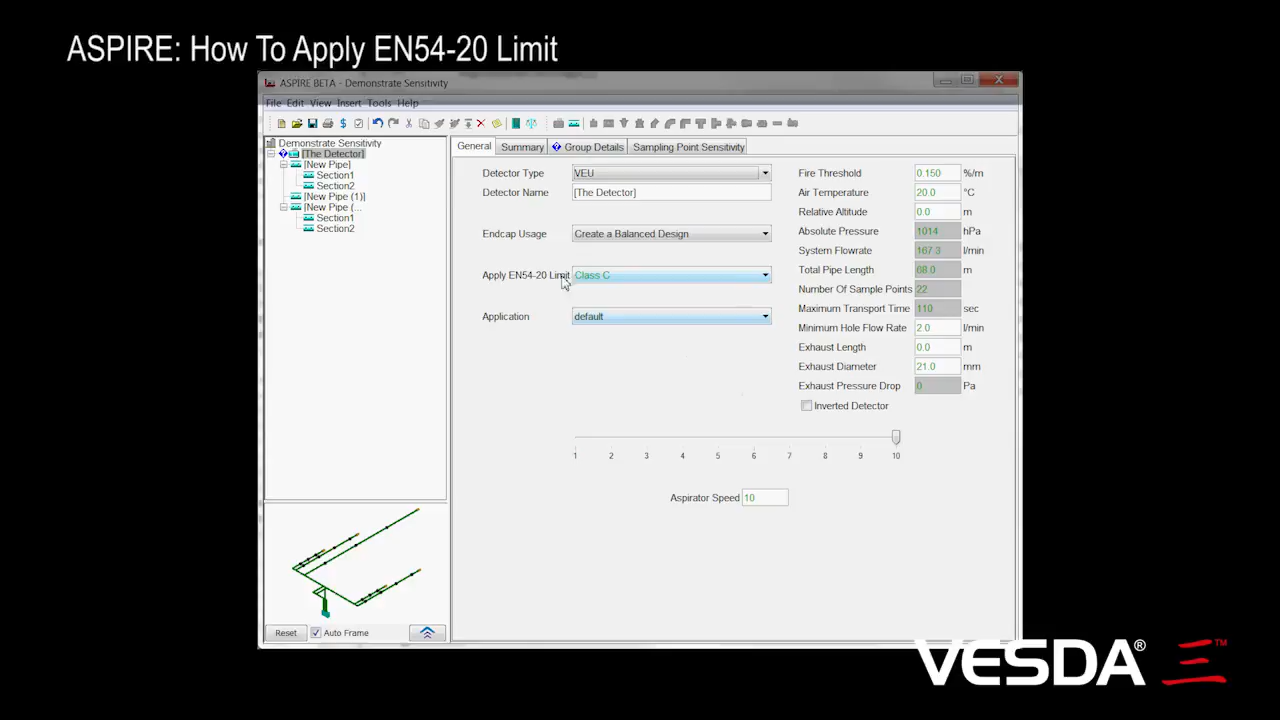 ASPIRE: How To Apply EN54-20 Limit
ASPIRE BETA - Demonstrate Sensitivity
File Edit View Insert Tools Help
Demonstrate Sensitivity
[The Detector]
[New Pipe]
Section1
Section2
[New Pipe (1)]
[New Pipe (...
Section1
Section2
Reset
Auto Frame
General Summary Group Details Sampling Point Sensitivity
Detector Type VEU
Detector Name [The Detector]
Endcap Usage Create a Balanced Design
Apply EN54-20 Limit Class C
Application default
Fire Threshold 0.150 %/m
Air Temperature 20.0 °C
Relative Altitude 0.0 m
Absolute Pressure 1014 hPa
System Flowrate 167.3 l/min
Total Pipe Length 68.0 m
Number Of Sample Points 22
Maximum Transport Time 110 sec
Minimum Hole Flow Rate 2.0 l/min
Exhaust Length 0.0 m
Exhaust Diameter 21.0 mm
Exhaust Pressure Drop 0 Pa
Inverted Detector
1 2 3 4 5 6 7 8 9 10
Aspirator Speed 10
VESDA® TM